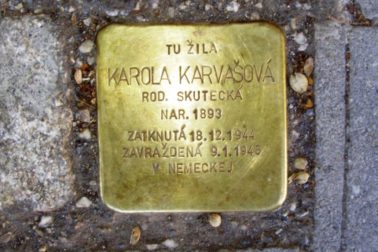 TU ŽILA
KAROLA KARVAŠOVÁ
ROD. SKUTECKÁ
NAR. 1893
ZATKNUTÁ 18.12.1944
ZAVRAŽDENÁ 9.1.1945
V NEMECKEJ